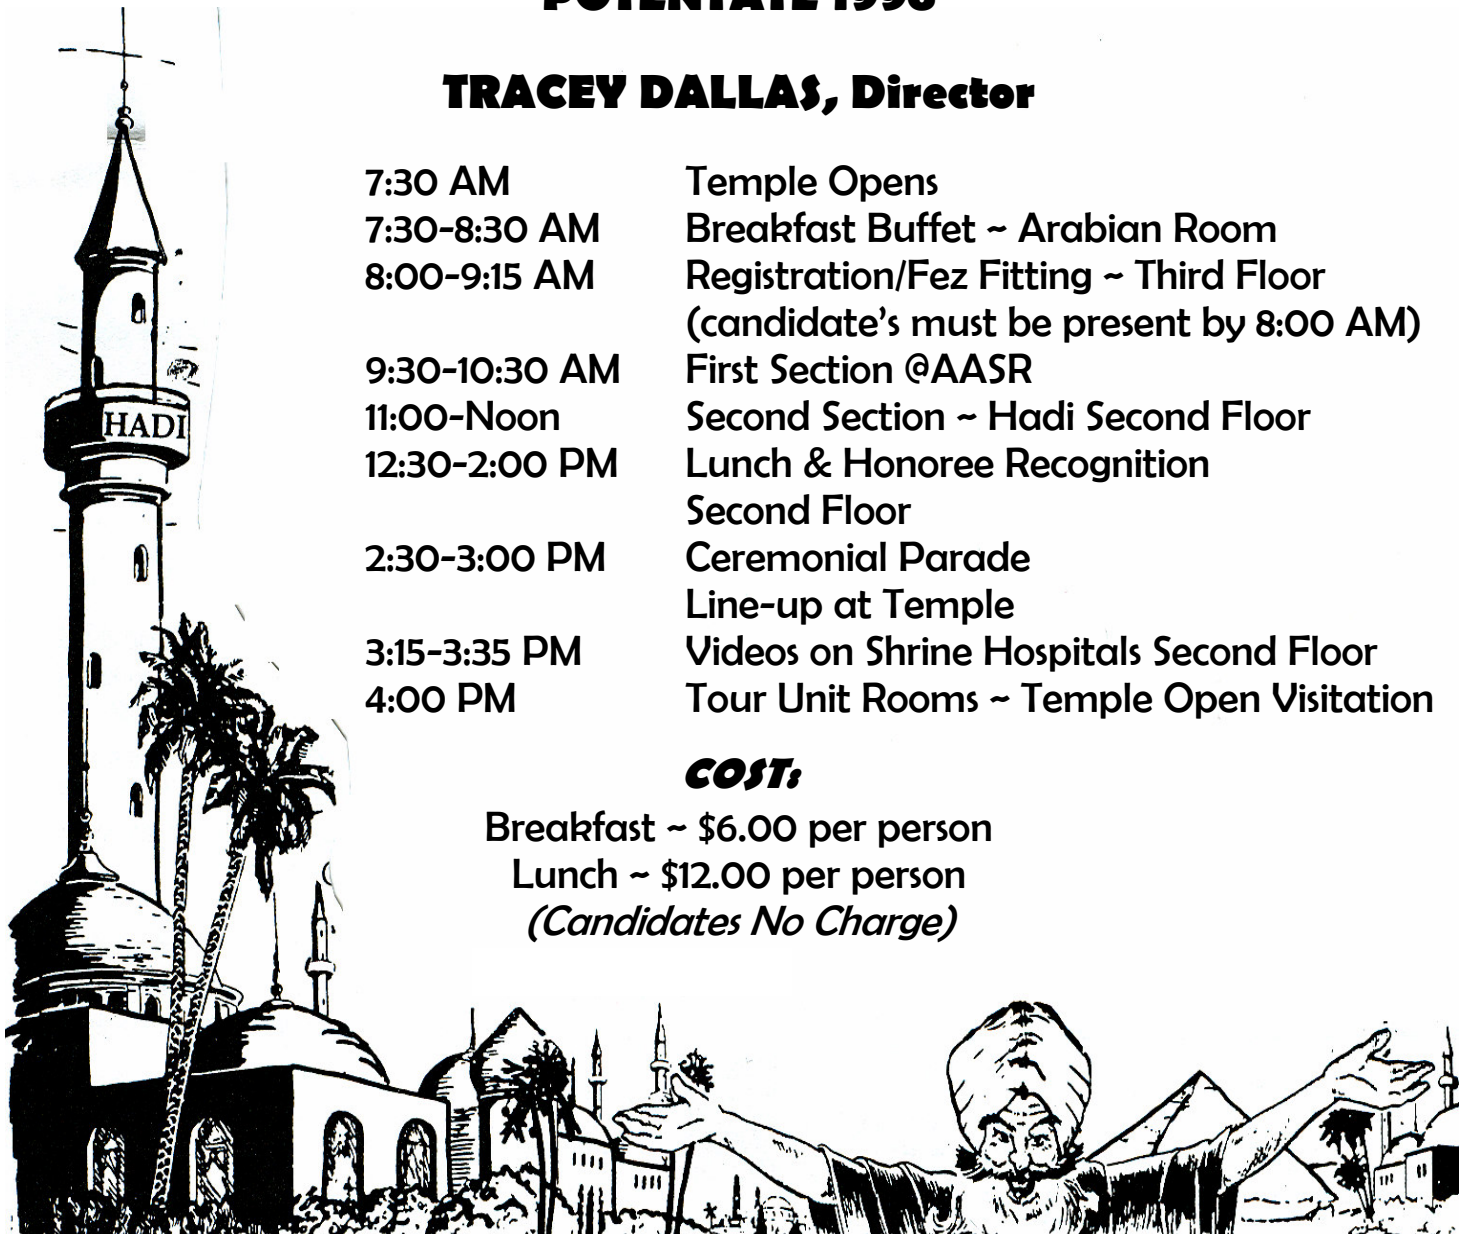 POTENTATE 1998
TRACEY DALLAS, Director
7:30 AM Temple Opens
7:30-8:30 AM Breakfast Buffet ~ Arabian Room
8:00-9:15 AM Registration/Fez Fitting ~ Third Floor
(candidate's must be present by 8:00 AM)
9:30-10:30 AM First Section @AASR
11:00-Noon Second Section ~ Hadi Second Floor
12:30-2:00 PM Lunch & Honoree Recognition
Second Floor
2:30-3:00 PM Ceremonial Parade
Line-up at Temple
3:15-3:35 PM Videos on Shrine Hospitals Second Floor
4:00 PM Tour Unit Rooms ~ Temple Open Visitation
COST:
Breakfast ~ $6.00 per person
Lunch ~ $12.00 per person
(Candidates No Charge)
HADI